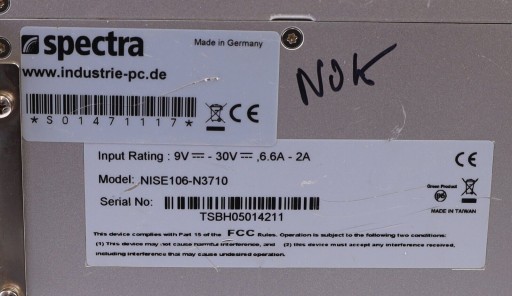 spectra
Made in Germany
www.industrie-pc.de
*S01471117*
NOK
Input Rating : 9V⎓ - 30V⎓ ,6.6A - 2A
Model: NISE106-N3710
Serial No:
TSBH05014211
Green Product
MADE IN TAIWAN
This device complies with Part 15 of the FCC Rules. Operation is subject to the following two conditions:
(1) This device may not cause harmful interference, and (2) this device must accept any interference received,
including interference that may cause undesired operation.